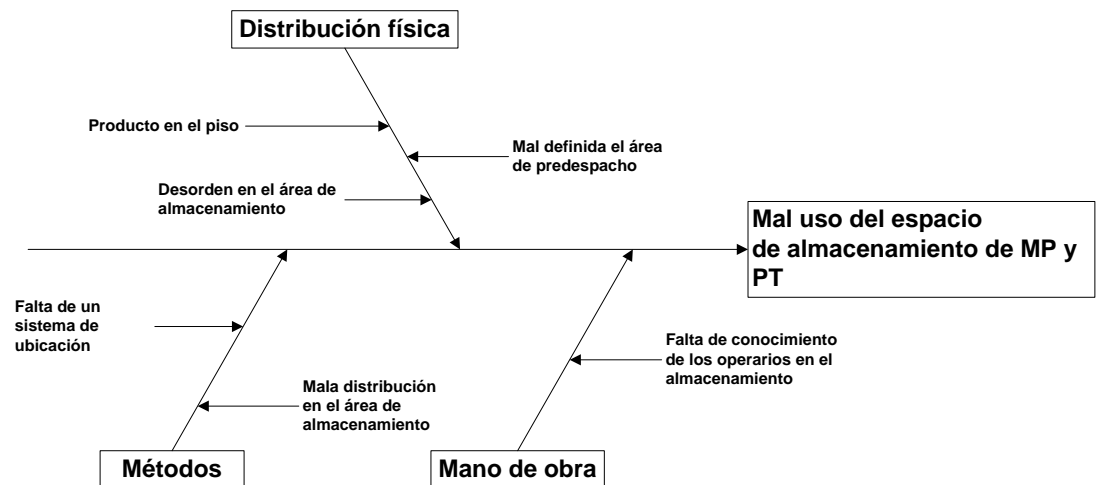 Distribución física
Producto en el piso
Mal definida el área
de predespacho
Desorden en el área de
almacenamiento
Mal uso del espacio
de almacenamiento de MP y
PT
Falta de un
sistema de
ubicación
Falta de conocimiento
de los operarios en el
almacenamiento
Mala distribución
en el área de
almacenamiento
Métodos
Mano de obra